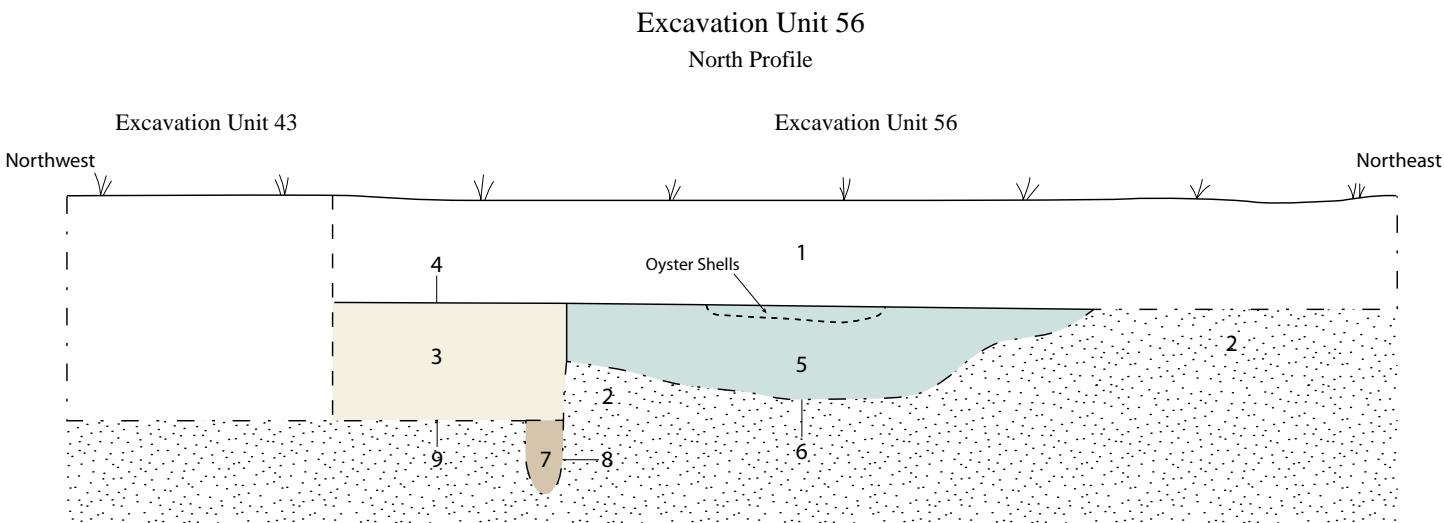 Excavation Unit 56
North Profile
Excavation Unit 43
Excavation Unit 56
Northwest
Northeast
1
4
Oyster Shells
2
3
5
2
6
9
7
8